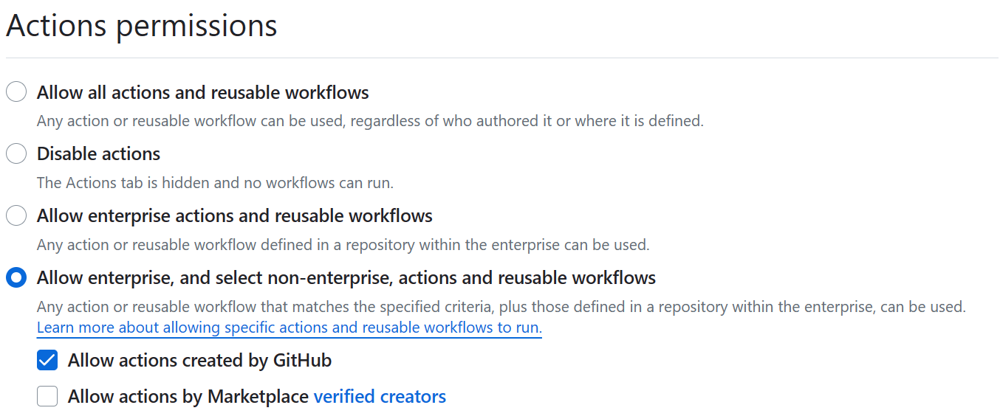 Actions permissions
Allow all actions and reusable workflows
Any action or reusable workflow can be used, regardless of who authored it or where it is defined.
Disable actions
The Actions tab is hidden and no workflows can run.
Allow enterprise actions and reusable workflows
Any action or reusable workflow defined in a repository within the enterprise can be used.
Allow enterprise, and select non-enterprise, actions and reusable workflows
Any action or reusable workflow that matches the specified criteria, plus those defined in a repository within the enterprise, can be used.
Learn more about allowing specific actions and reusable workflows to run.
Allow actions created by GitHub
Allow actions by Marketplace verified creators